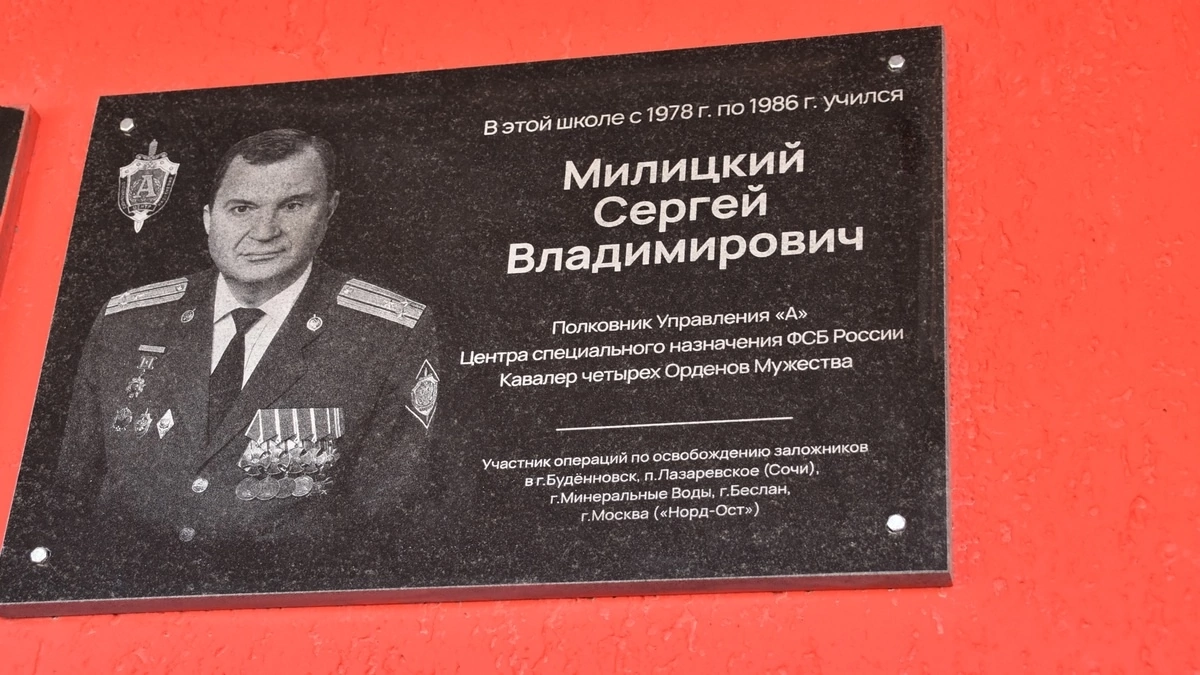 В этой школе с 1978 г. по 1986 г. учился
Милицкий
Сергей
Владимирович
Полковник Управления «А»
Центра специального назначения ФСБ России
Кавалер четырех Орденов Мужества
Участник операций по освобождению заложников
в г.Будённовск, п.Лазаревское (Сочи),
г.Минеральные Воды, г.Беслан,
г.Москва («Норд-Ост»)
А